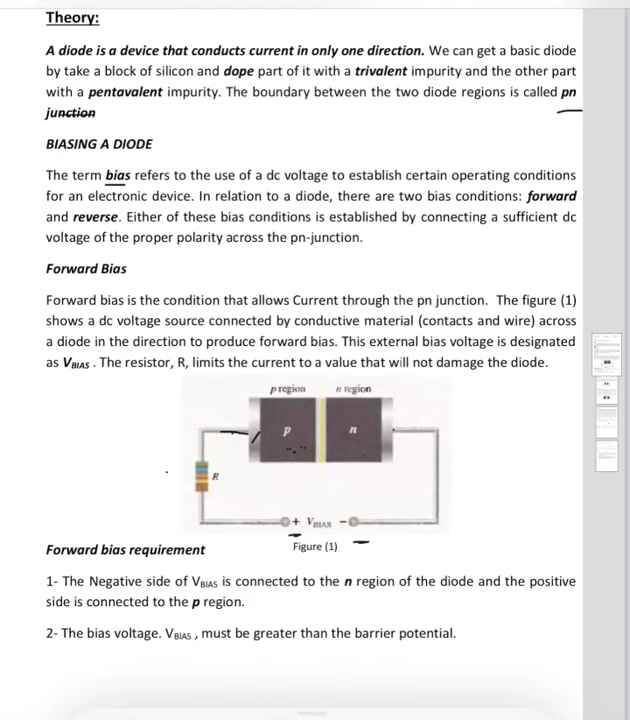 Theory:
A diode is a device that conducts current in only one direction. We can get a basic diode
by take a block of silicon and dope part of it with a trivalent impurity and the other part
with a pentavalent impurity. The boundary between the two diode regions is called pn
junction
BIASING A DIODE
The term bias refers to the use of a dc voltage to establish certain operating conditions
for an electronic device. In relation to a diode, there are two bias conditions: forward
and reverse. Either of these bias conditions is established by connecting a sufficient dc
voltage of the proper polarity across the pn-junction.
Forward Bias
Forward bias is the condition that allows Current through the pn junction. The figure (1)
shows a dc voltage source connected by conductive material (contacts and wire) across
a diode in the direction to produce forward bias. This external bias voltage is designated
as VBIAS . The resistor, R, limits the current to a value that will not damage the diode.
p region n region
p n
R
+ VBIAS −
Figure (1)
Forward bias requirement
1- The Negative side of VBIAS is connected to the n region of the diode and the positive
side is connected to the p region.
2- The bias voltage. VBIAS , must be greater than the barrier potential.